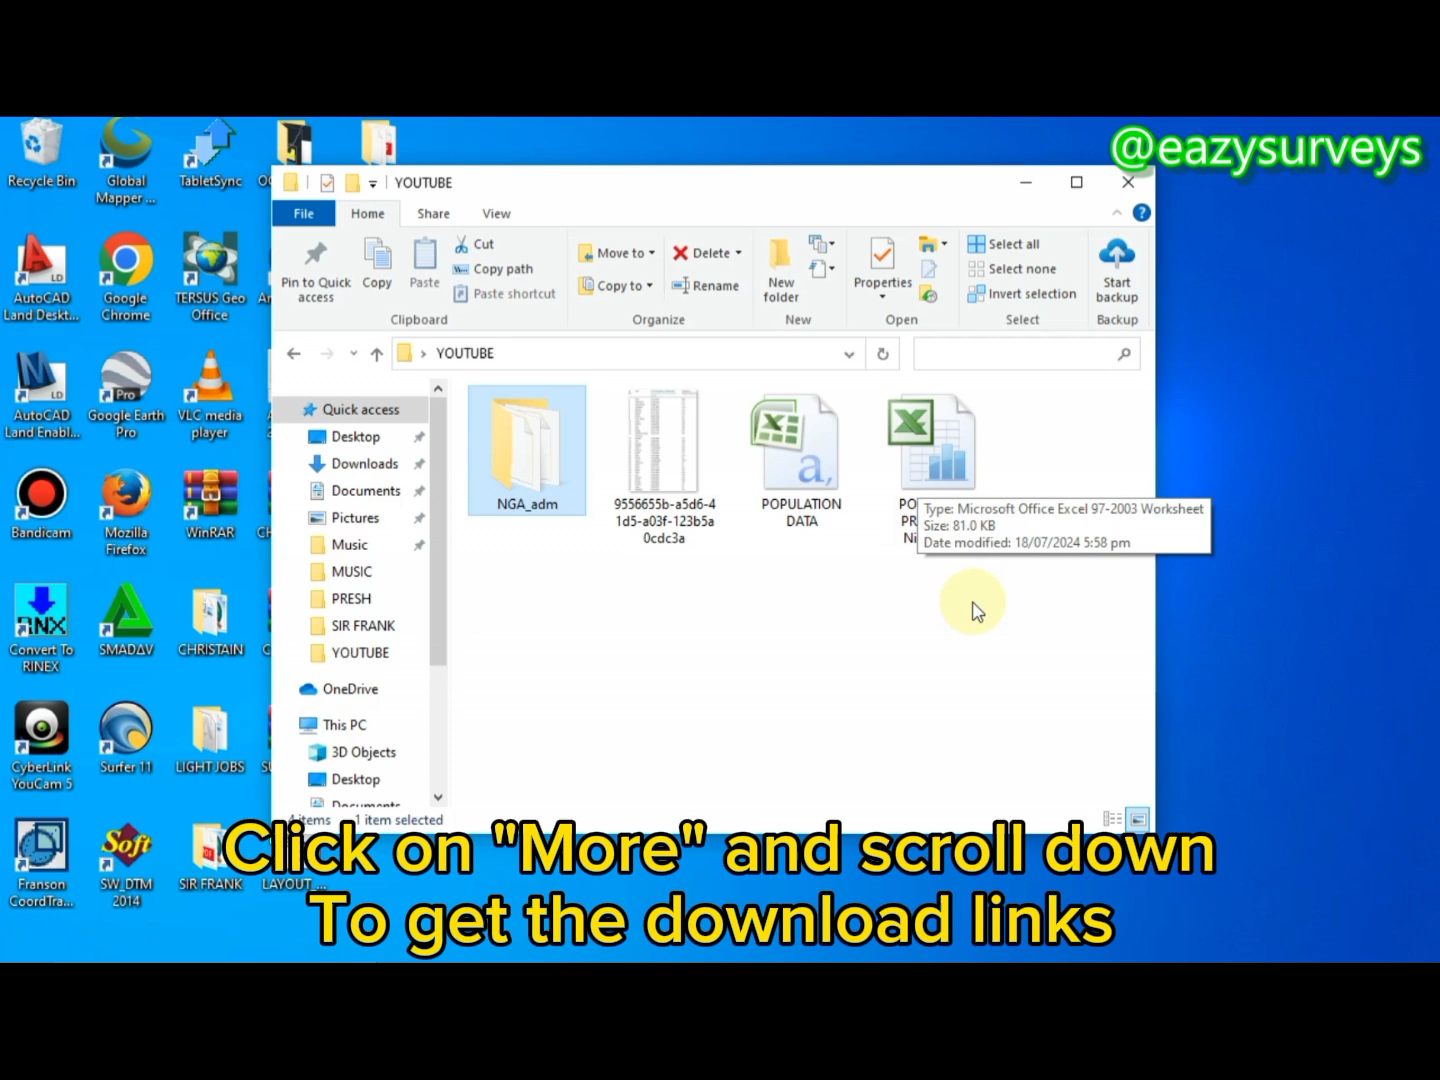 @eazysurveys
Recycle Bin
Global
Mapper ...
TabletSync
YOUTUBE
File
Home
Share
View
Pin to Quick
access
Copy
Paste
Cut
Copy path
Paste shortcut
Clipboard
Move to
Copy to
Delete
Rename
Organize
New
folder
New
Properties
Open
Select all
Select none
Invert selection
Select
Start
backup
Backup
YOUTUBE
AutoCAD
Land Deskt...
Google
Chrome
TERSUS Geo
Office
AutoCAD
Land Enabl...
Google Earth
Pro
VLC media
player
Bandicam
Mozilla
Firefox
WinRAR
Convert To
RINEX
SMADΔV
CHRISTAIN
CyberLink
YouCam 5
Surfer 11
LIGHT JOBS
Franson
CoordTra...
SW_DTM
2014
SIR FRANK
LAYOUT_...
Quick access
Desktop
Downloads
Documents
Pictures
Music
MUSIC
PRESH
SIR FRANK
YOUTUBE
OneDrive
This PC
3D Objects
Desktop
Documents
NGA_adm
9556655b-a5d6-4
1d5-a03f-123b5a
0cdc3a
POPULATION
DATA
Type: Microsoft Office Excel 97-2003 Worksheet
Size: 81.0 KB
Date modified: 18/07/2024 5:58 pm
4 items
1 item selected
Click on "More" and scroll down
To get the download links